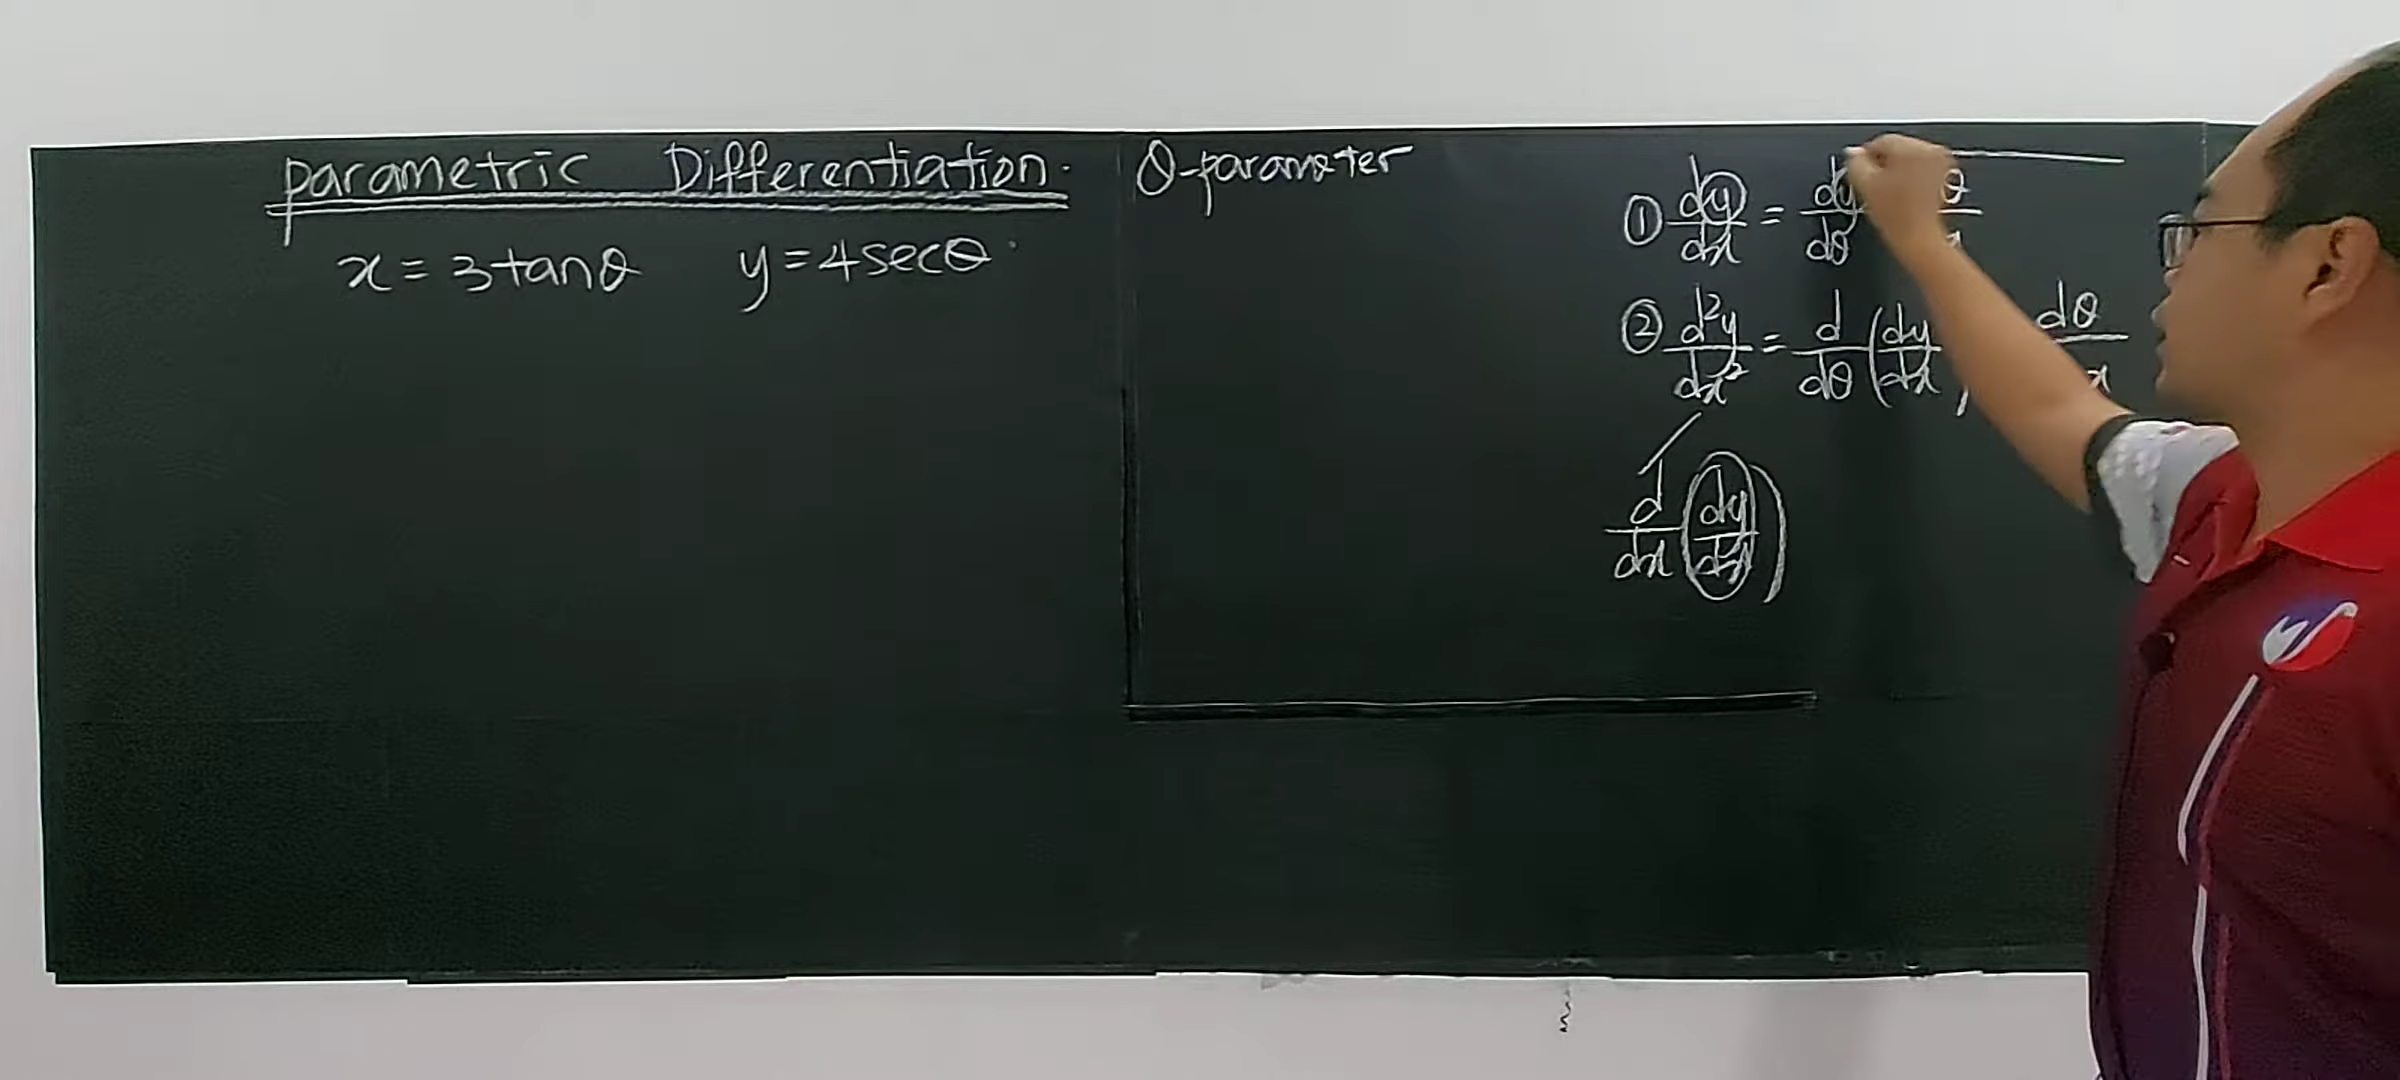 parametric Differentiation.
x = 3tanθ y = 4secθ
θ-parameter
① dy/dx = dy/dθ θ
② d²y/dx² = d/dθ (dy/dx) dθ/x
d/dx (dy/dx)